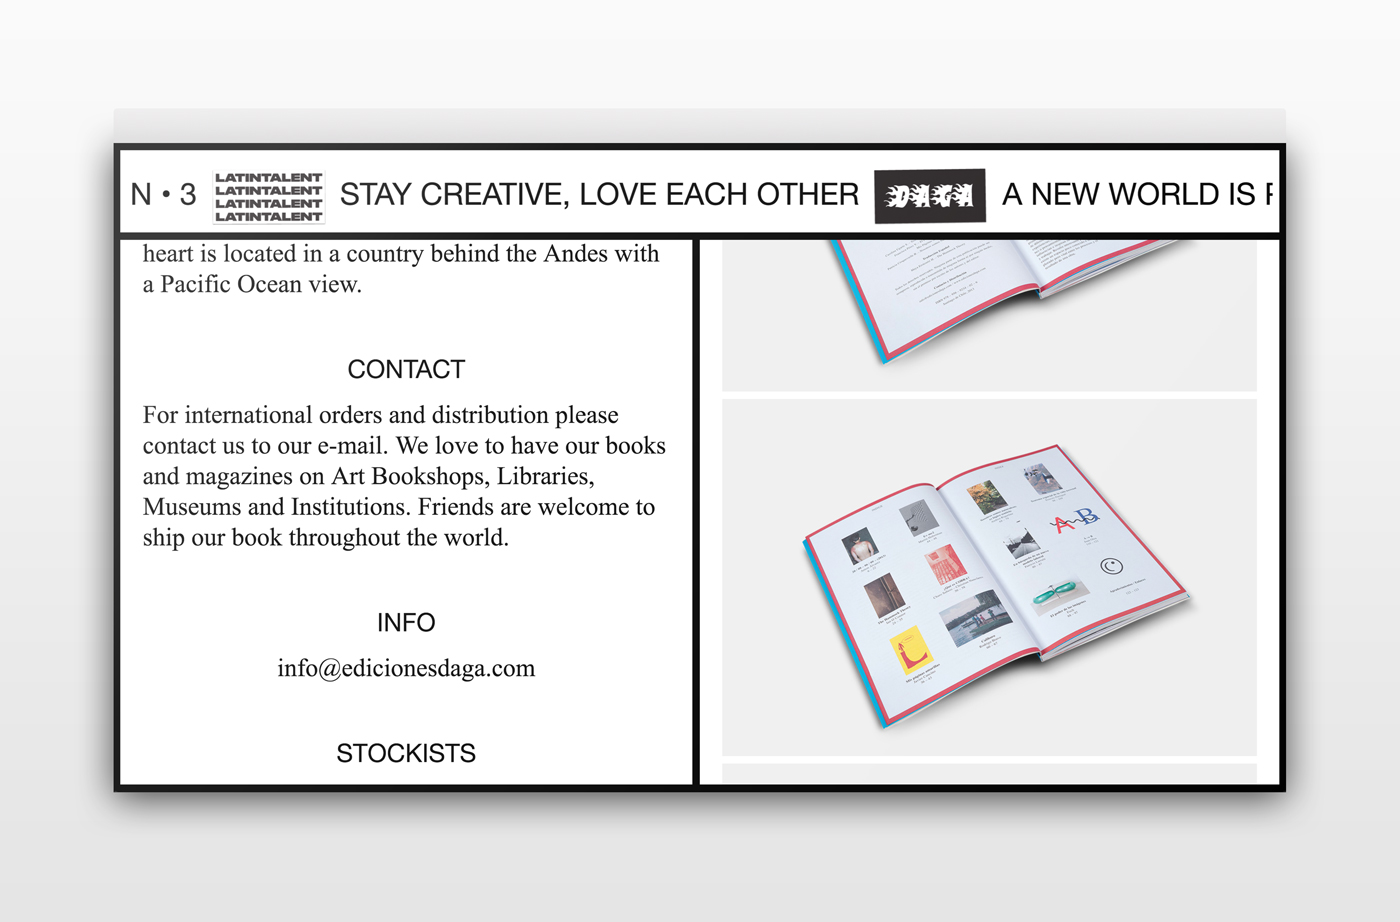 N • 3 LATINTALENT STAY CREATIVE, LOVE EACH OTHER DAGA A NEW WORLD IS
LATINTALENT
LATINTALENT
LATINTALENT
heart is located in a country behind the Andes with
a Pacific Ocean view.
CONTACT
For international orders and distribution please
contact us to our e-mail. We love to have our books
and magazines on Art Bookshops, Libraries,
Museums and Institutions. Friends are welcome to
ship our book throughout the world.
INFO
info@edicionesdaga.com
STOCKISTS